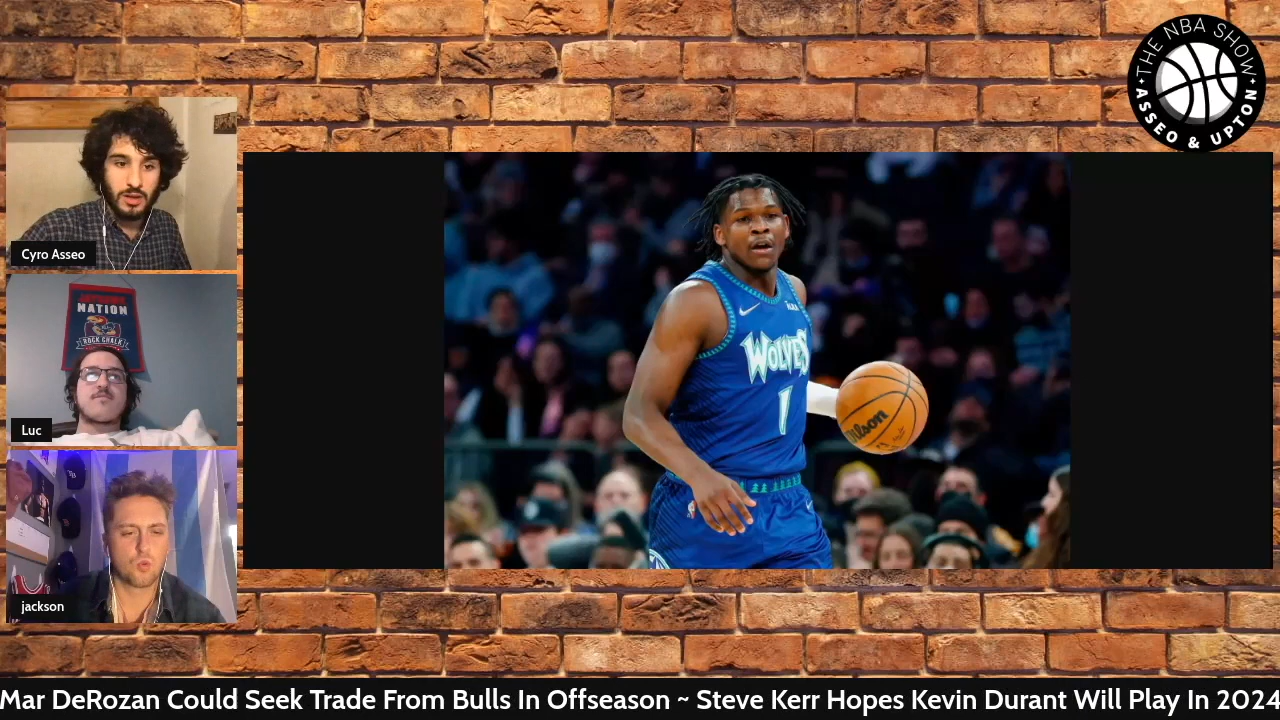 THE NBA SHOW
ASSEO & UPTON
Cyro Asseo
NATION
ROCK CHALK
Luc
jackson
WOLVES
1
Wilson
Mar DeRozan Could Seek Trade From Bulls In Offseason ~ Steve Kerr Hopes Kevin Durant Will Play In 2024